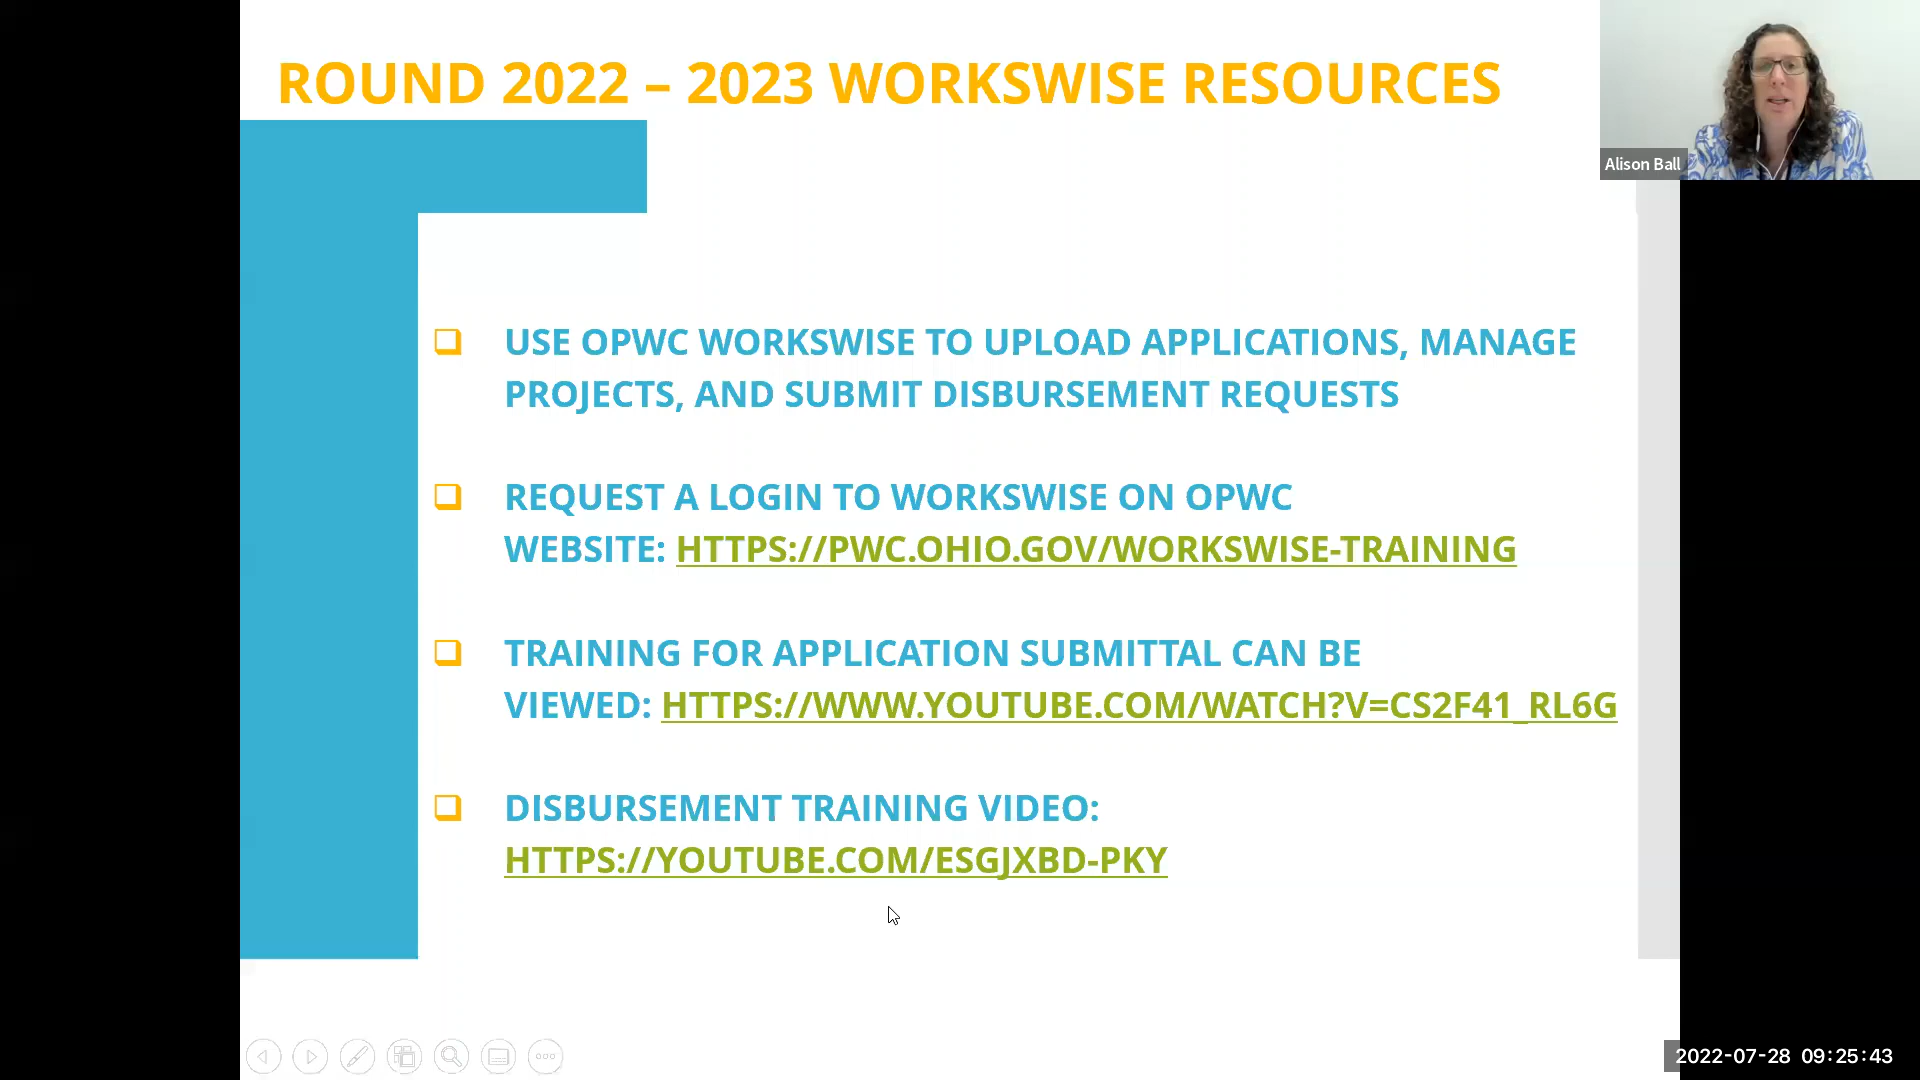 ROUND 2022 – 2023 WORKSWISE RESOURCES
Alison Ball
USE OPWC WORKSWISE TO UPLOAD APPLICATIONS, MANAGE
PROJECTS, AND SUBMIT DISBURSEMENT REQUESTS
REQUEST A LOGIN TO WORKSWISE ON OPWC
WEBSITE: HTTPS://PWC.OHIO.GOV/WORKSWISE-TRAINING
TRAINING FOR APPLICATION SUBMITTAL CAN BE
VIEWED: HTTPS://WWW.YOUTUBE.COM/WATCH?V=CS2F41_RL6G
DISBURSEMENT TRAINING VIDEO:
HTTPS://YOUTUBE.COM/ESGJXBD-PKY
2022-07-28 09:25:43